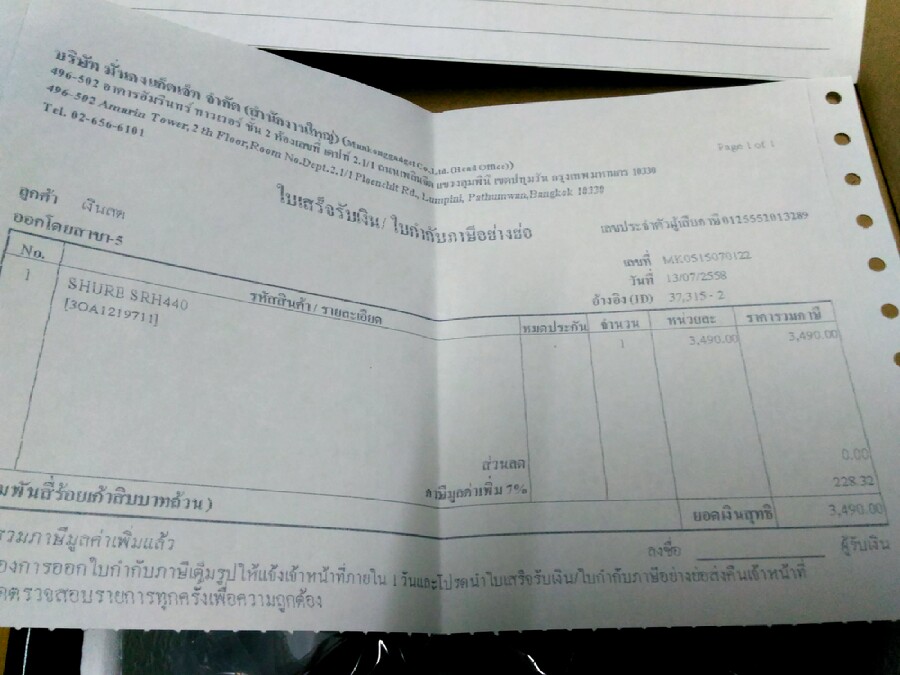 บริษัท มั่นคงแก็ดเจ็ท จำกัด (สำนักงานใหญ่) (Munkonggadget Co.,Ltd. (Head Office))
496-502 อาคารอัมรินทร์ ทาวเวอร์ ชั้น 2 ห้องเลขที่ เดปท์ 2.1/1 ถนนเพลินจิต แขวงลุมพินี เขตปทุมวัน กรุงเทพมหานคร 10330
496-502 Amarin Tower, 2 th Floor, Room No.Dept.2.1/1 Ploenchit Rd., Lumpini, Pathumwan, Bangkok 10330
Tel. 02-656-6101
Page 1 of 1
ใบเสร็จรับเงิน / ใบกำกับภาษีอย่างย่อ
เลขประจำตัวผู้เสียภาษี 0125552013289
ลูกค้า เงินสด
ออกโดยสาขา-5
เลขที่ MK0515070122
วันที่ 13/07/2558
อ้างอิง (ID) 37,315 - 2
No. รหัสสินค้า / รายละเอียด หมดประกัน จำนวน หน่วยละ ราคารวมภาษี
1 SHURE SRH440 - 1 3,490.00 3,490.00
[3OA1219711]
ส่วนลด 0.00
ภาษีมูลค่าเพิ่ม 7% 228.32
มพันสี่ร้อยเก้าสิบบาทถ้วน ) ยอดเงินสุทธิ 3,490.00
รวมภาษีมูลค่าเพิ่มแล้ว
ลงชื่อ ผู้รับเงิน
องการออกใบกำกับภาษีเต็มรูปให้แจ้งเจ้าหน้าที่ภายใน 1 วันและโปรดนำใบเสร็จรับเงิน/ใบกำกับภาษีอย่างย่อส่งคืนเจ้าหน้าที่
ดตรวจสอบรายการทุกครั้งเพื่อความถูกต้อง